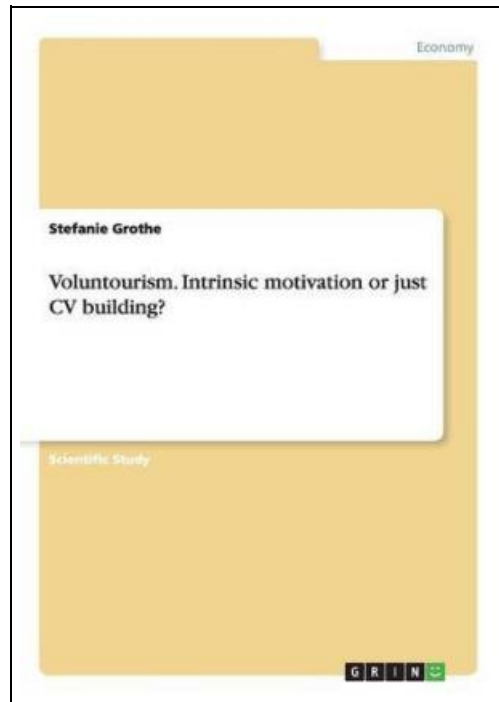 Economy
Stefanie Grothe
Voluntourism. Intrinsic motivation or just
CV building?
Scientific Study
GRIN